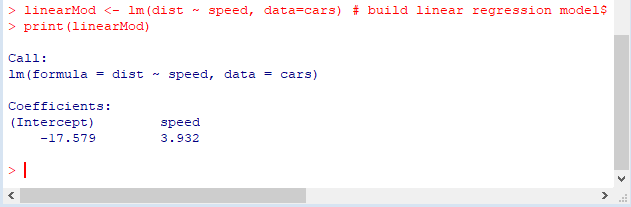 > linearMod <- lm(dist ~ speed, data=cars) # build linear regression model$
> print(linearMod)
Call:
lm(formula = dist ~ speed, data = cars)
Coefficients:
(Intercept) speed
-17.579 3.932
>